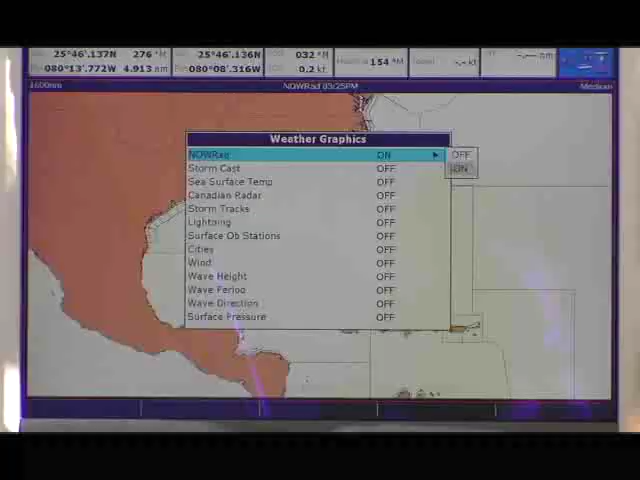 25°46'.137N 276 °M 25°46'.136N 032°M
080°13'.772W 4.913 nm 080°08'.316W 0.2 kt 154 °M -.- kt -.-- nm
1600nm NOWRad 03:25PM Medium
Weather Graphics
NOWRad ON OFF
Storm Cast OFF ON
Sea Surface Temp OFF
Canadian Radar OFF
Storm Tracks OFF
Lightning OFF
Surface Ob Stations OFF
Cities OFF
Wind OFF
Wave Height OFF
Wave Period OFF
Wave Direction OFF
Surface Pressure OFF